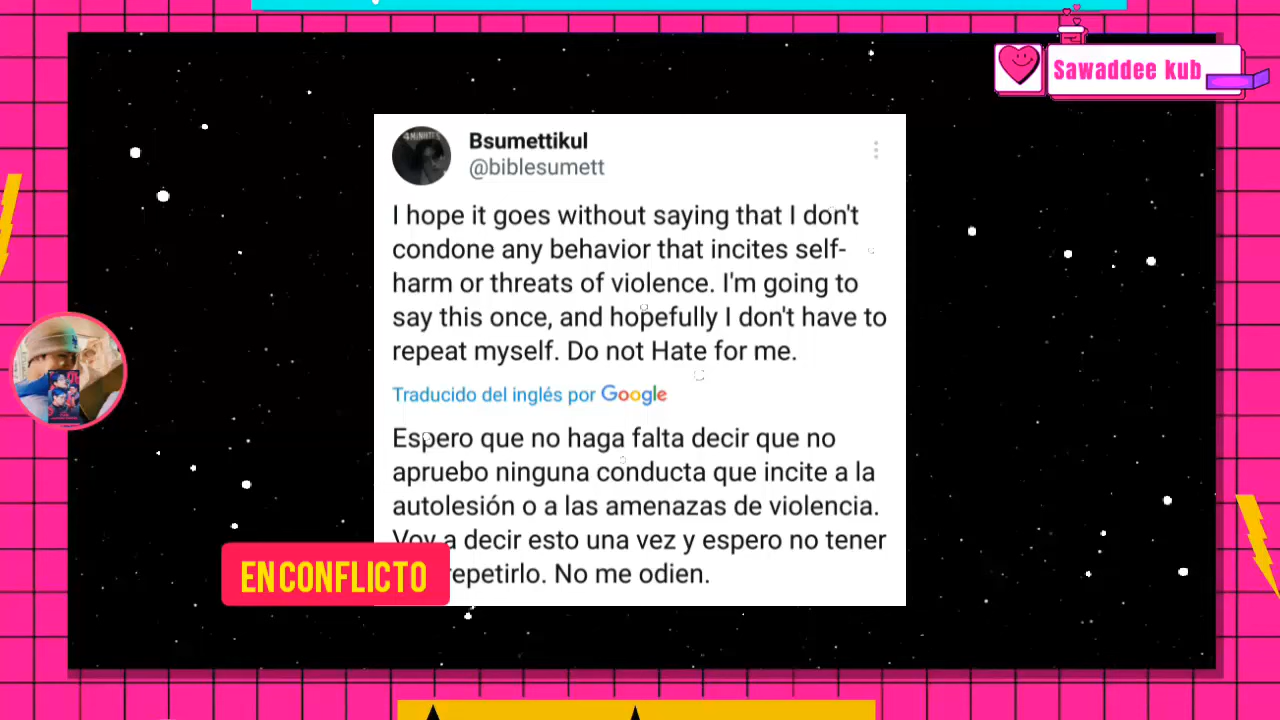 Sawaddee kub
4 MINUTES
Bsumettikul
@biblesumett
I hope it goes without saying that I don't
condone any behavior that incites self-
harm or threats of violence. I'm going to
say this once, and hopefully I don't have to
repeat myself. Do not Hate for me.
Traducido del inglés por Google
Espero que no haga falta decir que no
apruebo ninguna conducta que incite a la
autolesión o a las amenazas de violencia.
Voy a decir esto una vez y espero no tener
repetirlo. No me odien.
EN CONFLICTO